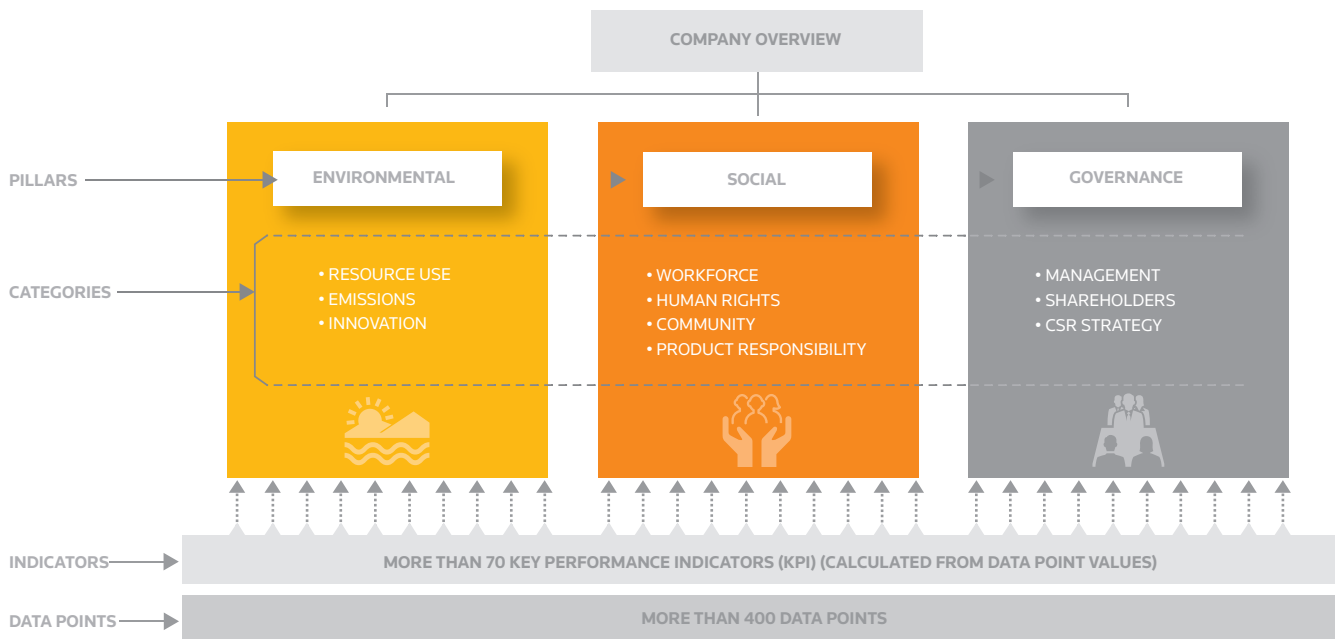 COMPANY OVERVIEW
PILLARS
ENVIRONMENTAL
SOCIAL
GOVERNANCE
CATEGORIES
• RESOURCE USE
• EMISSIONS
• INNOVATION
• WORKFORCE
• HUMAN RIGHTS
• COMMUNITY
• PRODUCT RESPONSIBILITY
• MANAGEMENT
• SHAREHOLDERS
• CSR STRATEGY
INDICATORS
MORE THAN 70 KEY PERFORMANCE INDICATORS (KPI) (CALCULATED FROM DATA POINT VALUES)
DATA POINTS
MORE THAN 400 DATA POINTS